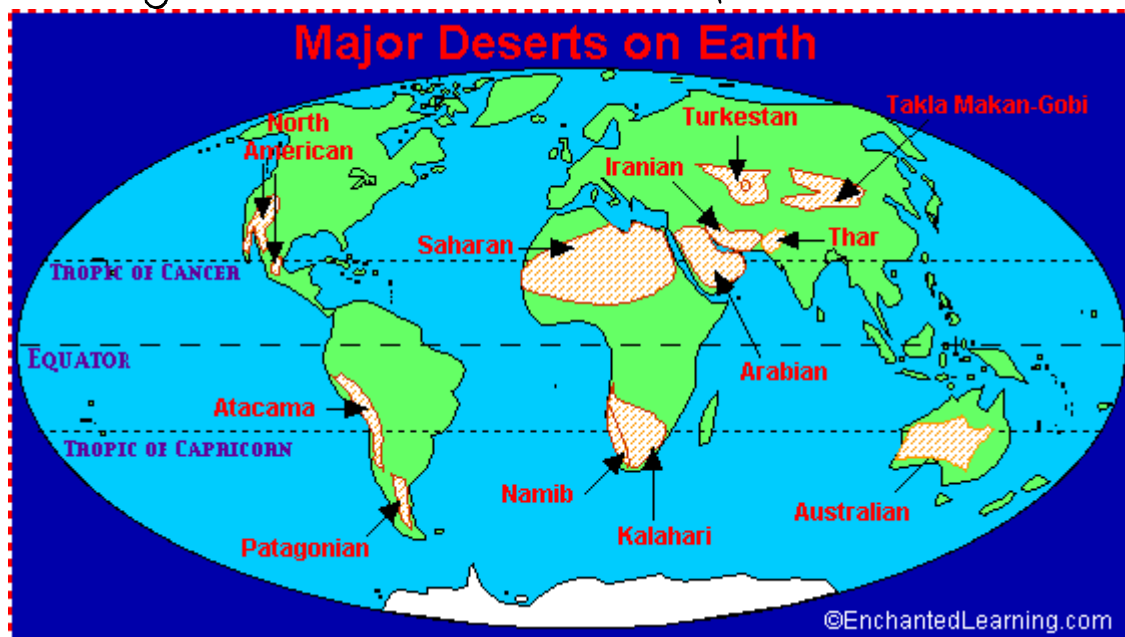 Major Deserts on Earth
North
American
Turkestan
Takla Makan-Gobi
Iranian
Saharan
Thar
TROPIC OF CANCER
EQUATOR
Arabian
Atacama
TROPIC OF CAPRICORN
Namib
Australian
Kalahari
Patagonian
©EnchantedLearning.com